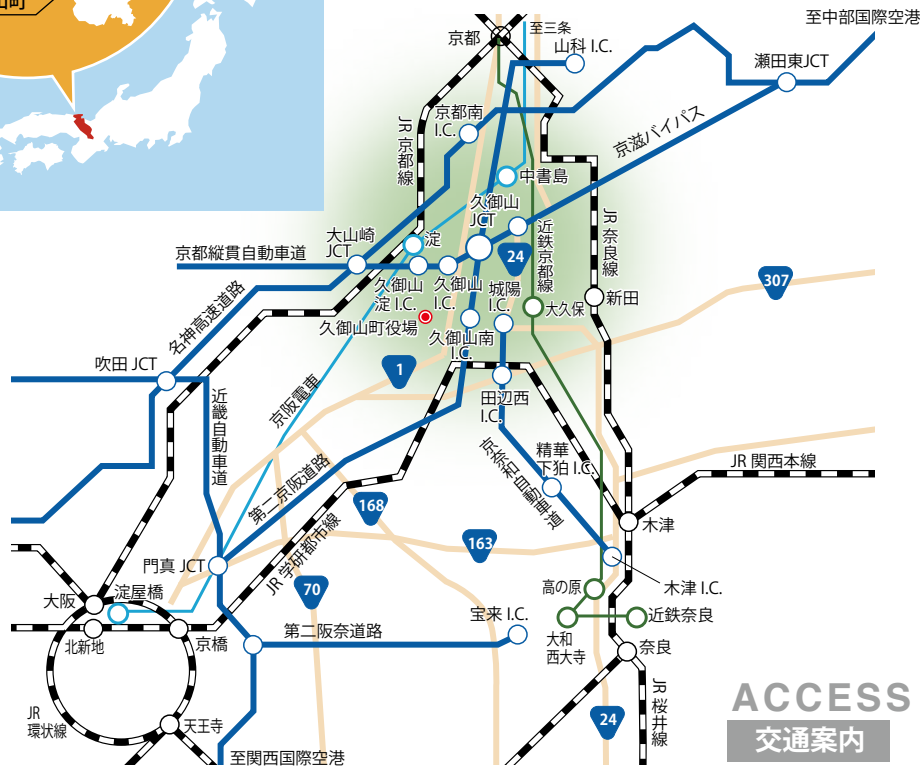 山町
至中部国際空港
至三条
京都
山科 I.C.
瀬田東JCT
京都南
I.C.
JR 京都線
京滋バイパス
中書島
久御山
JCT
JR 奈良線
近鉄京都線
大山崎
JCT
淀
京都縦貫自動車道
24
久御山
淀 I.C.
久御山
I.C.
城陽
I.C.
307
新田
大久保
名神高速道路
久御山町役場
久御山南
I.C.
吹田 JCT
1
田辺西
I.C.
近畿自動車道
京阪電車
京奈和自動車道
精華
下狛 I.C.
JR 関西本線
第二京阪道路
168
木津
JR 学研都市線
163
門真 JCT
木津 I.C.
高の原
70
大阪
淀屋橋
宝来 I.C.
近鉄奈良
第二阪奈道路
大和
西大寺
北新地
京橋
奈良
JR 桜井線
JR
環状線
天王寺
24
至関西国際空港
ACCESS
交通案内